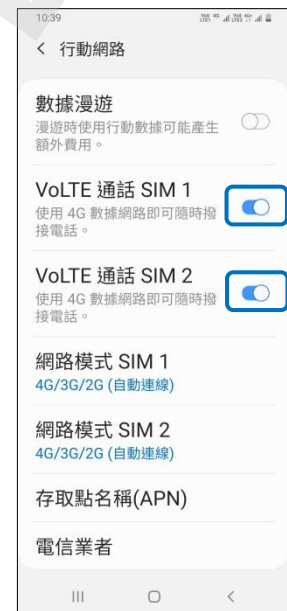 10:39
行動網路
數據漫遊
漫遊時使用行動數據可能產生
額外費用。
VoLTE 通話 SIM 1
使用 4G 數據網路即可隨時撥
接電話。
VoLTE 通話 SIM 2
使用 4G 數據網路即可隨時撥
接電話。
網路模式 SIM 1
4G/3G/2G (自動連線)
網路模式 SIM 2
4G/3G/2G (自動連線)
存取點名稱(APN)
電信業者